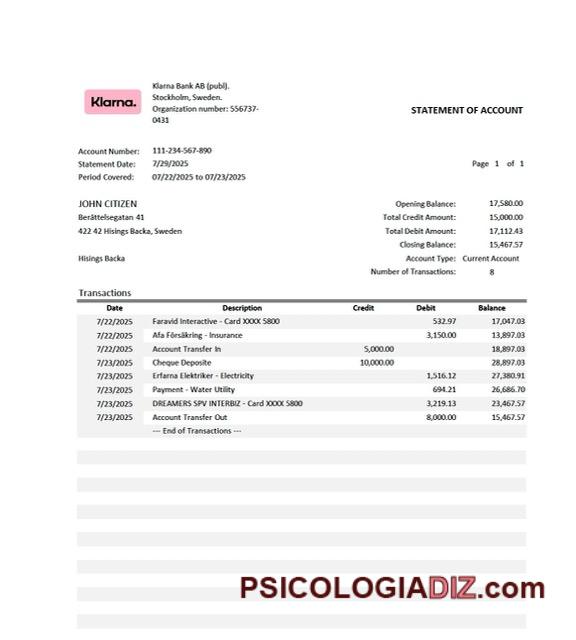 Klarna.
Klarna Bank AB (publ).
Stockholm, Sweden.
Organization number: 556737-
0431
STATEMENT OF ACCOUNT
Account Number: 111-234-567-890
Statement Date: 7/29/2025 Page 1 of 1
Period Covered: 07/22/2025 to 07/23/2025
JOHN CITIZEN Opening Balance: 17,580.00
Beráttelsegatan 41 Total Credit Amount: 15,000.00
422 42 Hisings Backa, Sweden Total Debit Amount: 17,112.43
Closing Balance: 15,467.57
Hisings Backa Account Type: Current Account
Number of Transactions: 8
Transactions
Date Description Credit Debit Balance
7/22/2025 Faravid Interactive - Card XXXX 5800 532.97 17,047.03
7/22/2025 Afa Försäkring - Insurance 3,150.00 13,897.03
7/22/2025 Account Transfer In 5,000.00 18,897.03
7/23/2025 Cheque Deposite 10,000.00 28,897.03
7/23/2025 Erfarna Elektriker - Electricity 1,516.12 27,380.91
7/23/2025 Payment - Water Utility 694.21 26,686.70
7/23/2025 DREAMERS SPV INTERBIZ - Card XXXX 5800 3,219.13 23,467.57
7/23/2025 Account Transfer Out 8,000.00 15,467.57
--- End of Transactions ---
PSICOLOGIADIZ.com